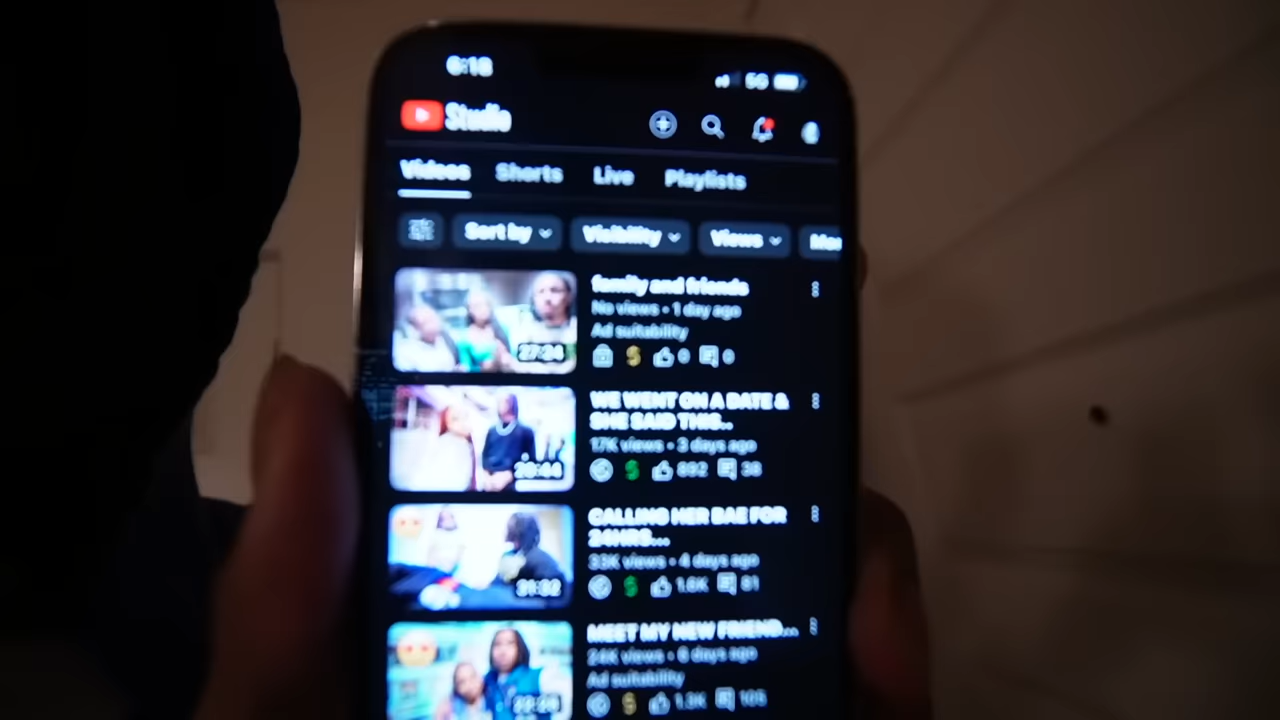 6:18
5G
Studio
Videos Shorts Live Playlists
Sort by Visibility Views
family and friends
No views • 1 day ago
Ad suitability
0 0
27:24
WE WENT ON A DATE &
SHE SAID THIS..
17K views • 3 days ago
892 38
CALLING HER BAE FOR
24HRS...
33K views • 4 days ago
1.6K 81
31:32
MEET MY NEW FRIEND...
24K views • 6 days ago
Ad suitability
1.3K 105